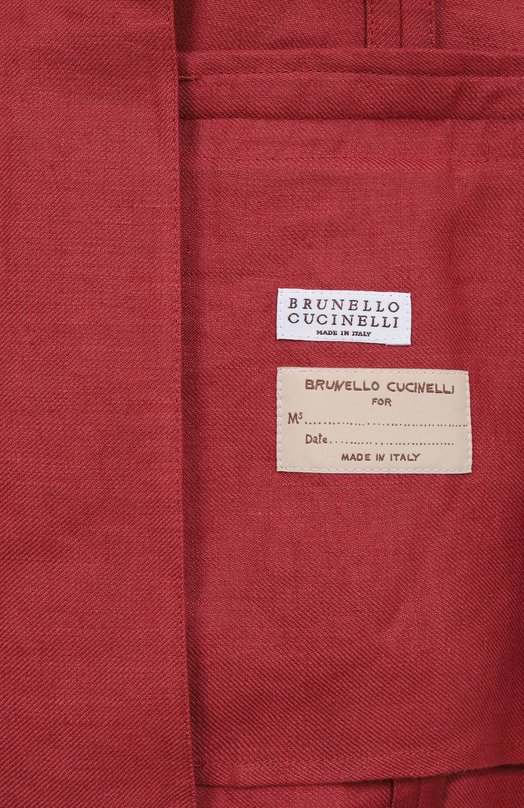 BRUNELLO
CUCINELLI
MADE IN ITALY
BRUNELLO CUCINELLI
FOR
Ms ........................................
Date ..............................
MADE IN ITALY